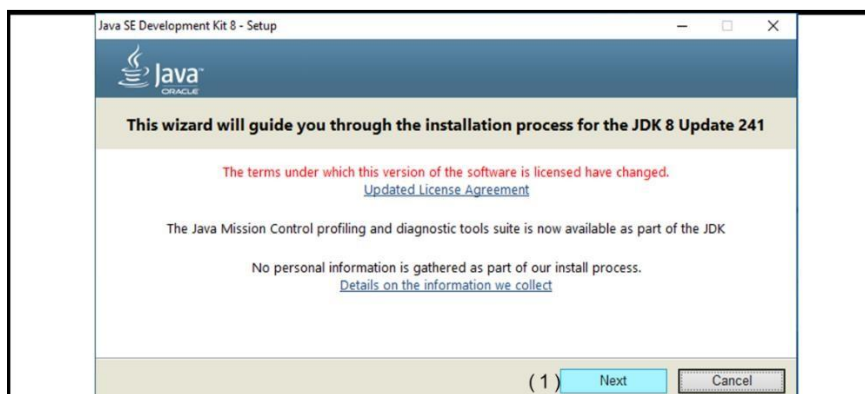 Java SE Development Kit 8 - Setup
Java™
ORACLE
This wizard will guide you through the installation process for the JDK 8 Update 241
The terms under which this version of the software is licensed have changed.
Updated License Agreement
The Java Mission Control profiling and diagnostic tools suite is now available as part of the JDK
No personal information is gathered as part of our install process.
Details on the information we collect
( 1 ) Next Cancel